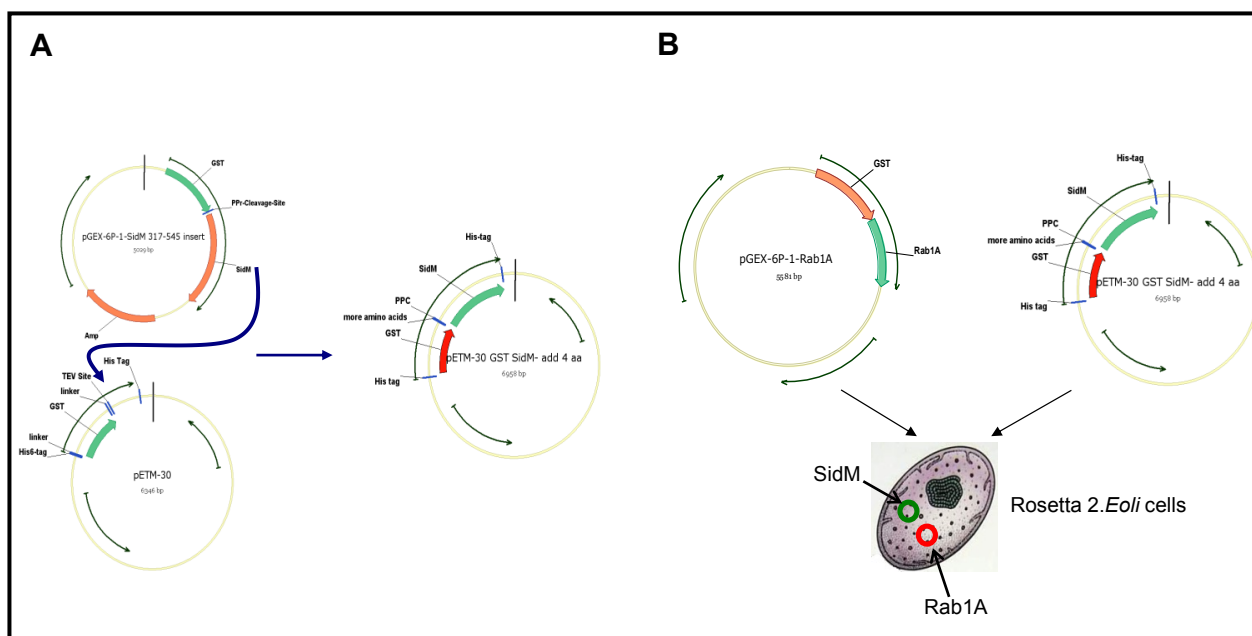 A
GST
PPr-Cleavage-Site
pGEX-6P-1-SidM 317-545 insert
SidM
Amp
His Tag
TEV Site
linker
GST
linker
His6-tag
pETM-30
6346 bp
His-tag
SidM
PPC
more amino acids
GST
pETM-30 GST SidM- add 4 aa
6958 bp
His tag
B
GST
Rab1A
pGEX-6P-1-Rab1A
5581 bp
His-tag
SidM
PPC
more amino acids
GST
pETM-30 GST SidM- add 4 aa
6958 bp
His tag
SidM
Rosetta 2.Eoli cells
Rab1A